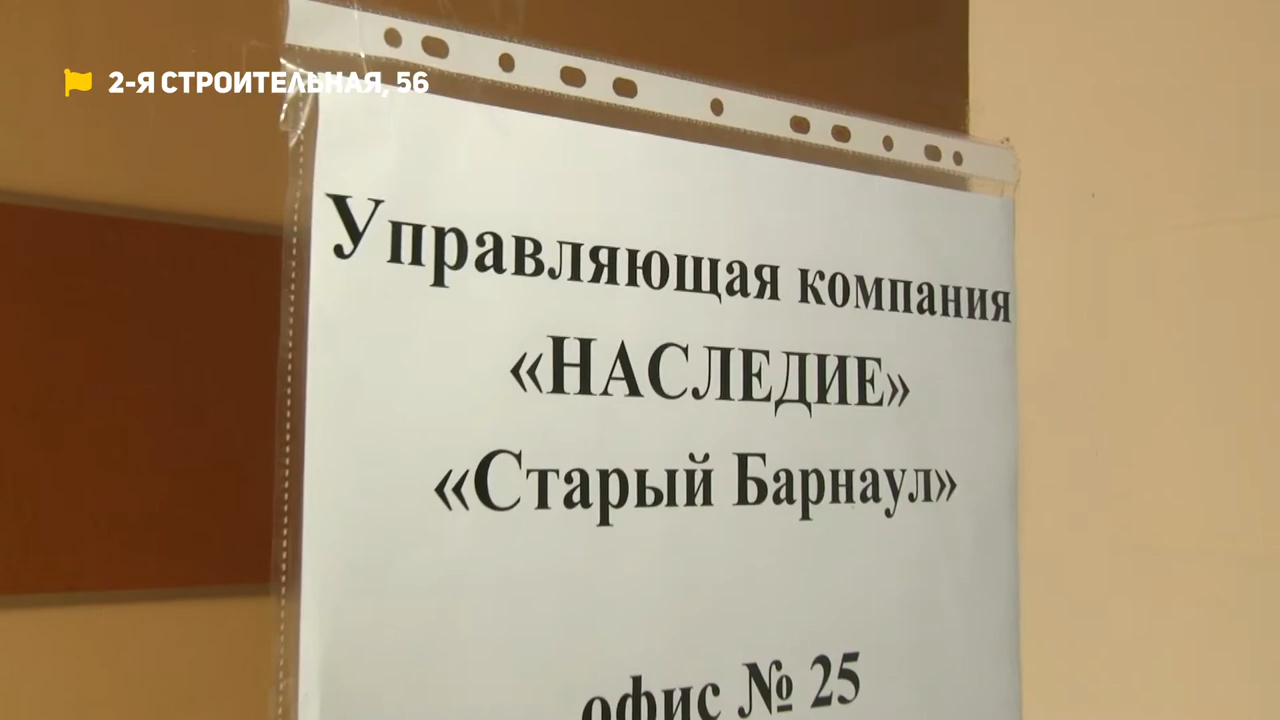 2-Я СТРОИТЕЛЬНАЯ, 56
Управляющая компания
«НАСЛЕДИЕ»
«Старый Барнаул»
офис № 25